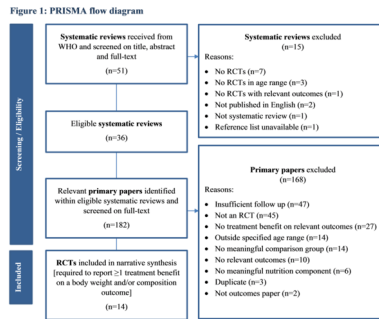 Figure 1: PRISMA flow diagram
Systematic reviews received from
WHO and screened on title, abstract
and full-text
(n=51)
Systematic reviews excluded
(n=15)
Reasons:
• No RCTs (n=7)
• No RCTs in age range (n=3)
• No RCTs with relevant outcomes (n=1)
• Not published in English (n=2)
• Not systematic review (n=1)
• Reference list unavailable (n=1)
Screening / Eligibility
Eligible systematic reviews
(n=36)
Relevant primary papers identified
within eligible systematic reviews and
screened on full-text
(n=182)
Primary papers excluded
(n=168)
Reasons:
• Insufficient follow up (n=47)
• Not an RCT (n=45)
• No treatment benefit on relevant outcomes (n=27)
• Outside specified age range (n=14)
• No meaningful comparison group (n=14)
• No relevant outcomes (n=10)
• No meaningful nutrition component (n=6)
• Duplicate (n=3)
• Not outcomes paper (n=2)
Included
RCTs included in narrative synthesis
[required to report ≥1 treatment benefit
on a body weight and/or composition
outcome]
(n=14)